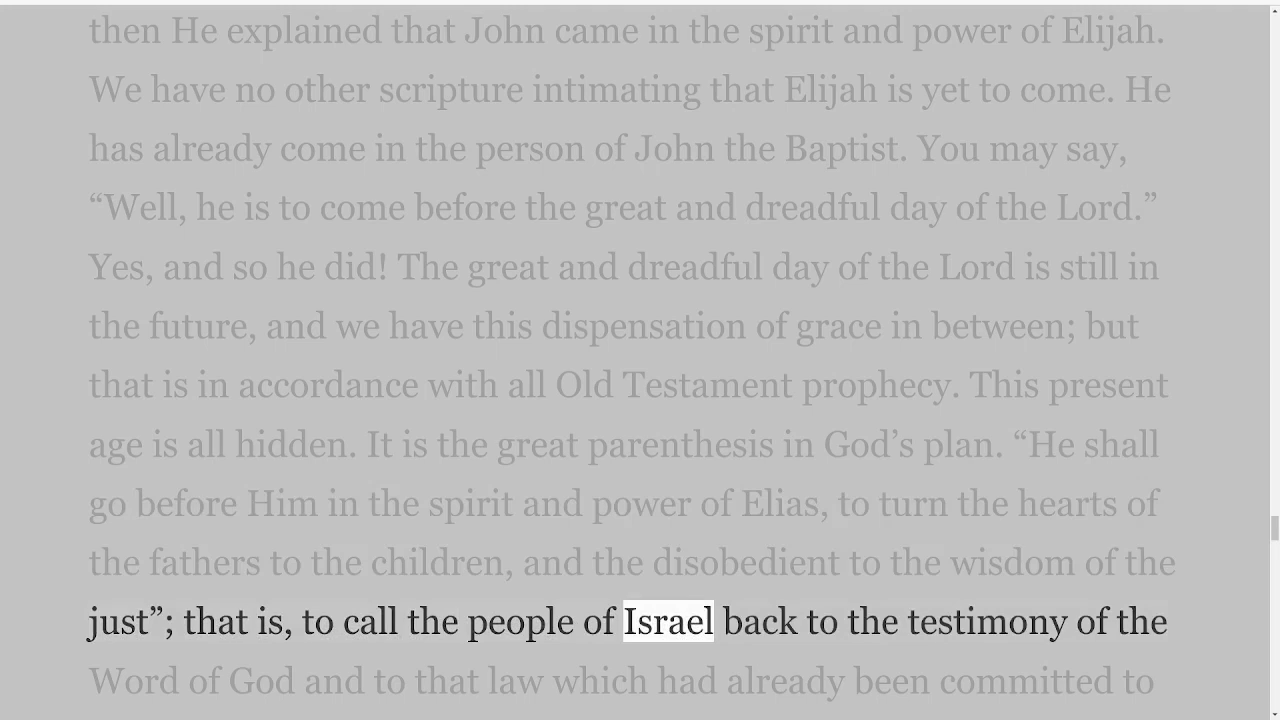 then He explained that John came in the spirit and power of Elijah.
We have no other scripture intimating that Elijah is yet to come. He
has already come in the person of John the Baptist. You may say,
“Well, he is to come before the great and dreadful day of the Lord.”
Yes, and so he did! The great and dreadful day of the Lord is still in
the future, and we have this dispensation of grace in between; but
that is in accordance with all Old Testament prophecy. This present
age is all hidden. It is the great parenthesis in God’s plan. “He shall
go before Him in the spirit and power of Elias, to turn the hearts of
the fathers to the children, and the disobedient to the wisdom of the
just”; that is, to call the people of Israel back to the testimony of the
Word of God and to that law which had already been committed to